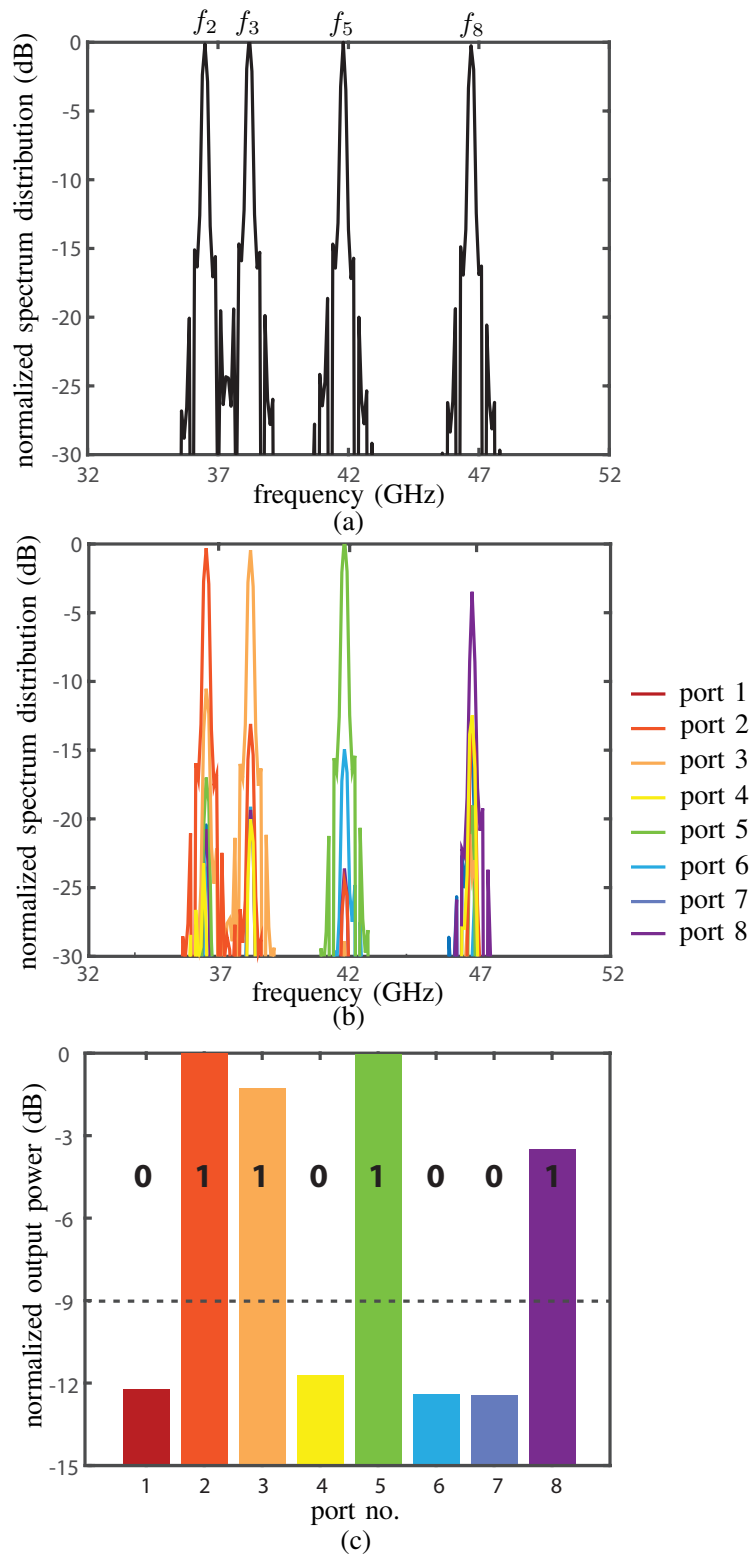 f2 f3 f5 f8
normalized spectrum distribution (dB)
0
-5
-10
-15
-20
-25
-30
32 37 42 47 52
frequency (GHz)
(a)
normalized spectrum distribution (dB)
0
-5
-10
-15
-20
-25
-30
32 37 42 47 52
frequency (GHz)
(b)
port 1
port 2
port 3
port 4
port 5
port 6
port 7
port 8
normalized output power (dB)
0
-3
-6
-9
-12
-15
0 1 1 0 1 0 0 1
1 2 3 4 5 6 7 8
port no.
(c)